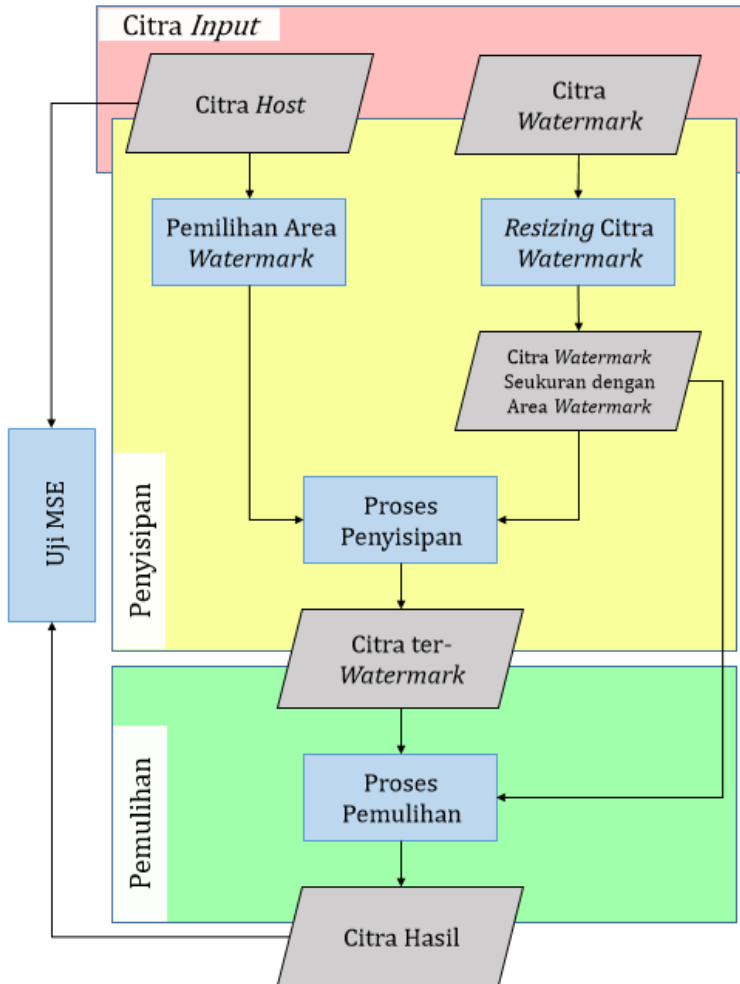 Citra Input
Citra Host
Citra
Watermark
Pemilihan Area
Watermark
Resizing Citra
Watermark
Citra Watermark
Seukuran dengan
Area Watermark
Uji MSE
Penyisipan
Proses
Penyisipan
Citra ter-
Watermark
Pemulihan
Proses
Pemulihan
Citra Hasil